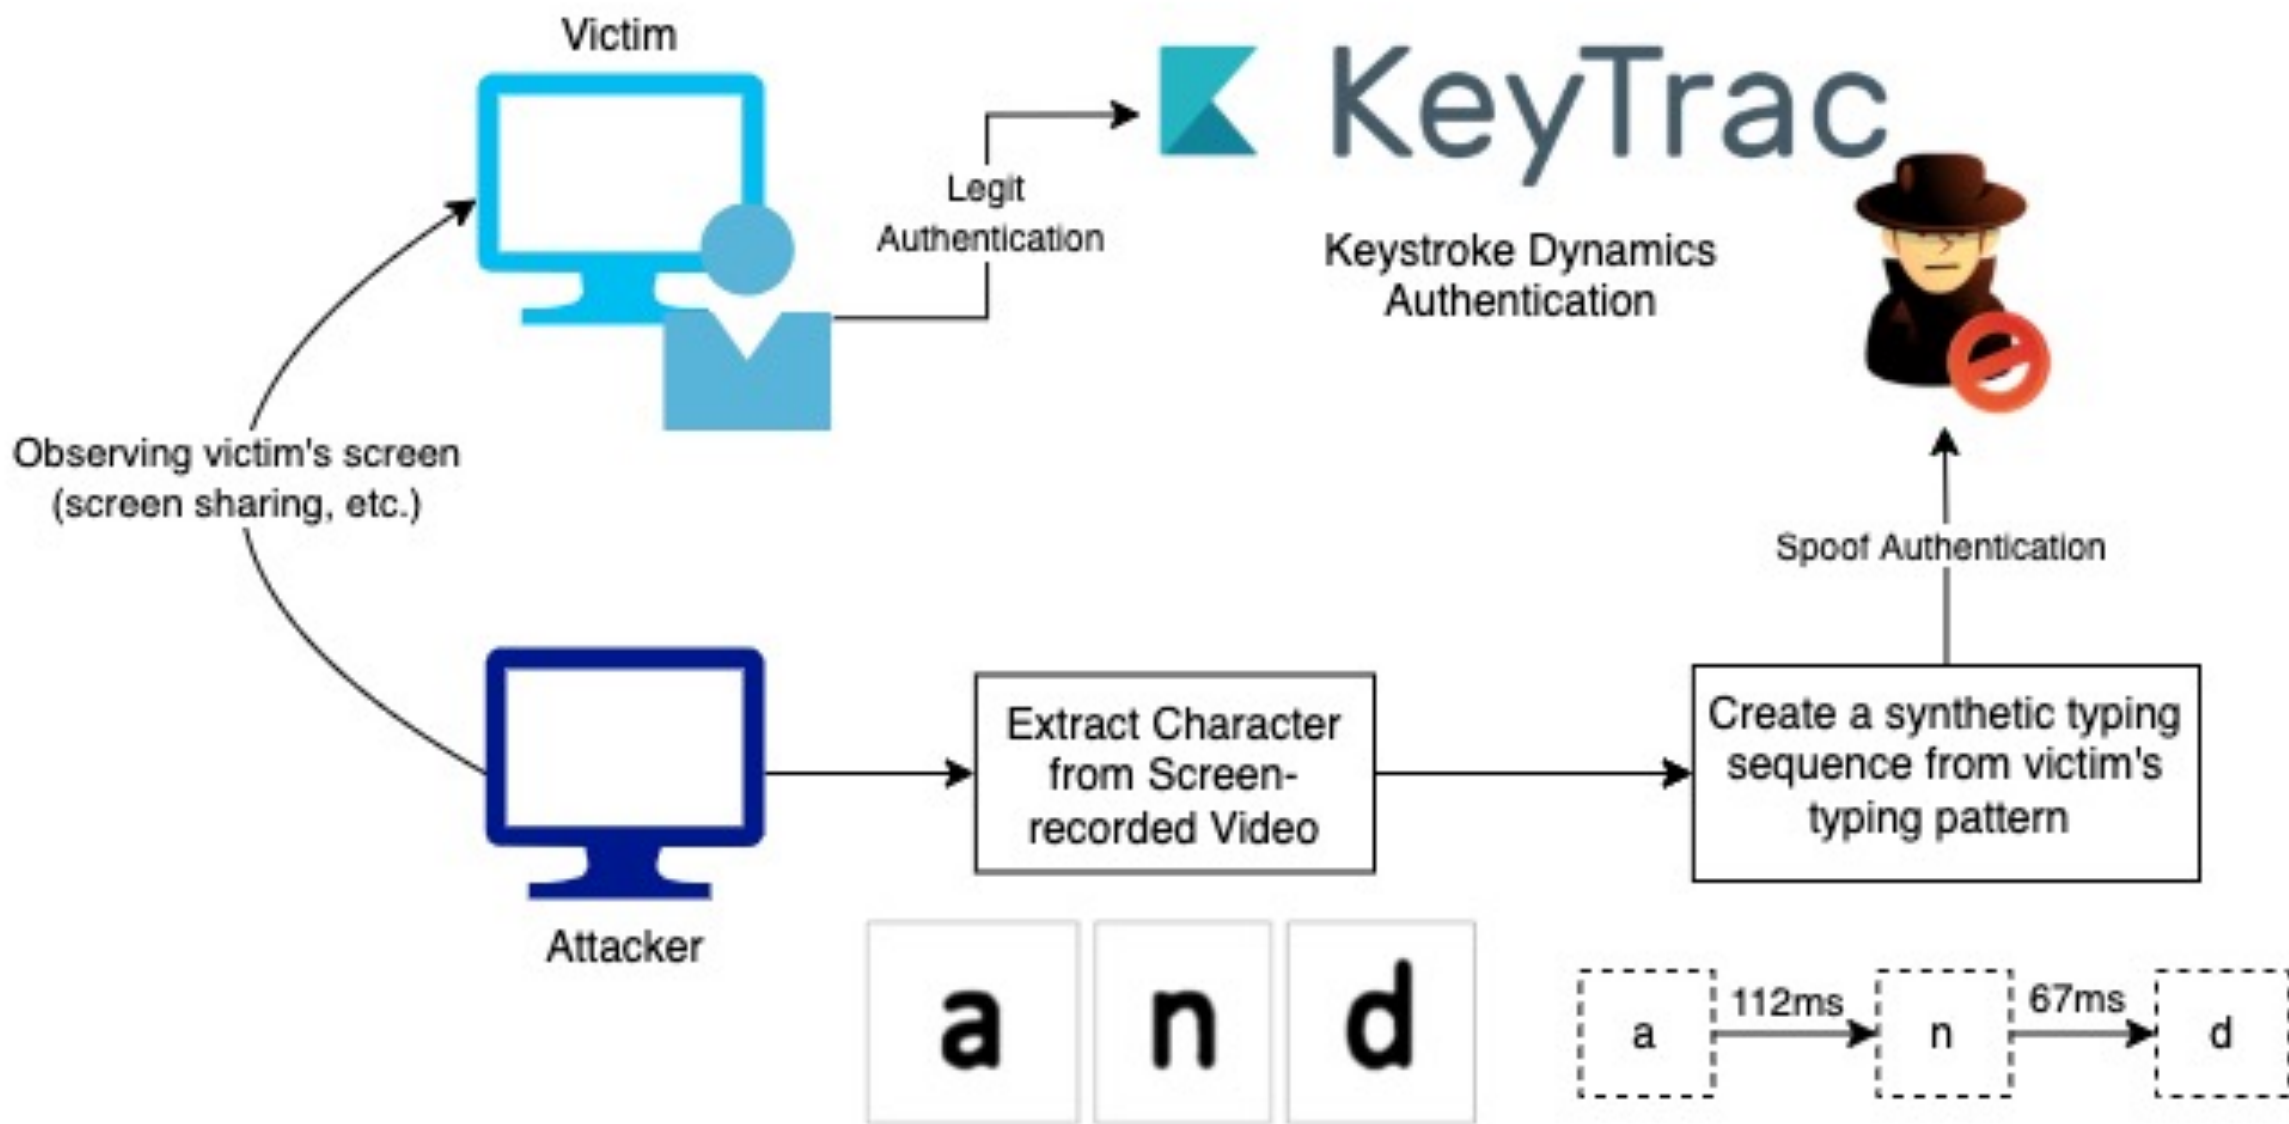 Victim
KeyTrac
Legit
Authentication
Keystroke Dynamics
Authentication
Observing victim's screen
(screen sharing, etc.)
Spoof Authentication
Extract Character
from Screen-
recorded Video
Create a synthetic typing
sequence from victim's
typing pattern
Attacker
a n d
a 112ms n 67ms d